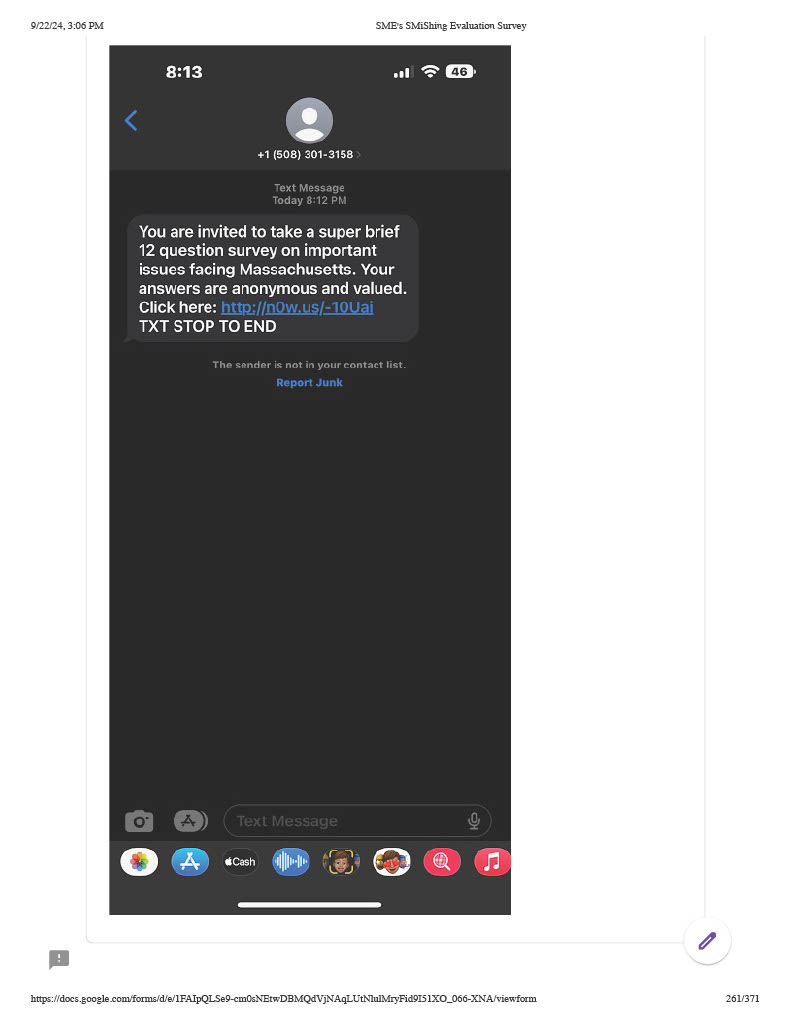 9/22/24, 3:06 PM
SME's SMiShing Evaluation Survey
8:13
46
+1 (508) 301-3158
Text Message
Today 8:12 PM
You are invited to take a super brief
12 question survey on important
issues facing Massachusetts. Your
answers are anonymous and valued.
Click here: http://n0w.us/-10Uai
TXT STOP TO END
The sender is not in your contact list.
Report Junk
Text Message
Cash
https://docs.google.com/forms/d/e/1FAIpQLSe9-cm0sNEtwDBMQdVjNAqLUtNlulMryFid9I51XO_066-XNA/viewform
261/371